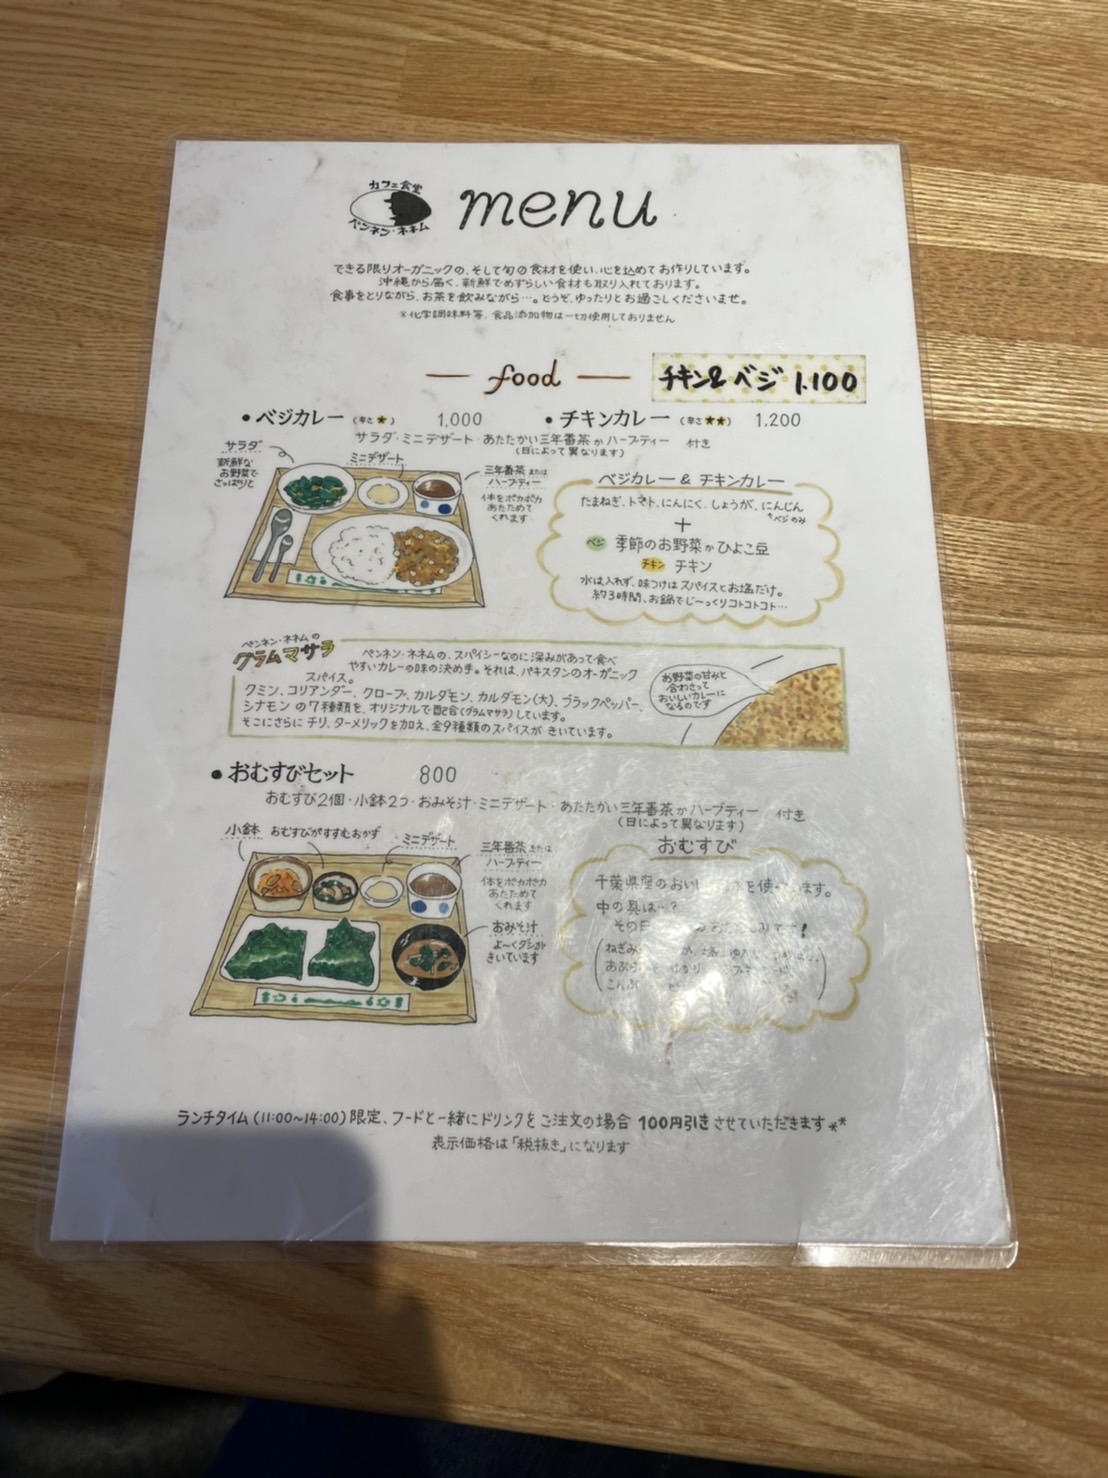 カフェ食堂
ペンネン・ネネム
menu
できる限りオーガニックの、そして旬の食材を使い、心を込めてお作りしています。
沖縄から届く、新鮮でめずらしい食材も取り入れております。
食事をとりながら、お茶を飲みながら…。どうぞ、ゆったりとお過ごしくださいませ。
※化学調味料等、食品添加物は一切使用しておりません
food
チキン&ベジ 1,100
• ベジカレー (辛さ★) 1,000
• チキンカレー (辛さ★★) 1,200
サラダ・ミニデザート・あたたかい三年番茶かハーブティー 付き
(日によって異なります)
サラダ
新鮮な
お野菜で
さっぱりと
ミニデザート
三年番茶 または
ハーブティー
体をポカポカ
あたためて
くれます
ベジカレー & チキンカレー
たまねぎ、トマト、にんにく、しょうが、にんじん
ベジのみ
+
ベジ 季節のお野菜かひよこ豆
チキン チキン
水は入れず、味つけはスパイスとお塩だけ。
約3時間、お鍋でじ〜っくりコトコトコト…
ペンネン・ネネムの
グラムマサラ
ペンネン・ネネムの、スパイシーなのに深みがあって食べ
やすいカレーの味の決め手。それは、パキスタンのオーガニック
スパイス。
クミン、コリアンダー、クローブ、カルダモン、カルダモン(大)、ブラックペッパー、
シナモン の7種類を、オリジナルで配合(グラムマサラ)しています。
そこにさらに チリ、ターメリックを加え、全9種類のスパイスが きいています。
お野菜の甘みと
合わさって
おいしいカレーに
なるのです
• おむすびセット 800
おむすび2個・小鉢2つ・おみそ汁・ミニデザート・あたたかい三年番茶かハーブティー 付き
(日によって異なります)
小鉢
おむすびがすすむおかず
ミニデザート
三年番茶 または
ハーブティー
体をポカポカ
あたためて
くれます
おみそ汁
よ〜くダシが
きいています
おむすび
千葉県産のおいし を使 ます。
中の具は…?
その日 !
ねぎみ
こんぶ
ランチタイム (11:00〜14:00) 限定、フードと一緒にドリンクをご注文の場合 100円引きさせていただきます**
表示価格は「税抜き」になります